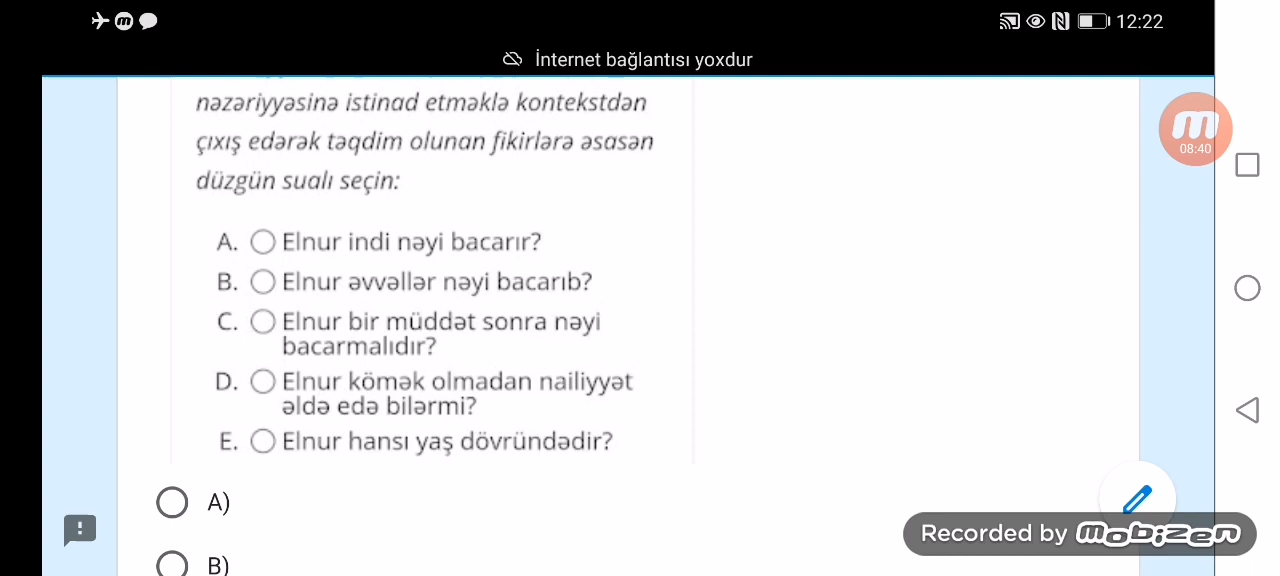 12:22
İnternet bağlantısı yoxdur
nəzəriyyəsinə istinad etməklə kontekstdən
çıxış edərək təqdim olunan fikirlərə əsasən
düzgün sualı seçin:
08:40
A. Elnur indi nəyi bacarır?
B. Elnur əvvəllər nəyi bacarıb?
C. Elnur bir müddət sonra nəyi
bacarmalıdır?
D. Elnur kömək olmadan nailiyyət
əldə edə bilərmi?
E. Elnur hansı yaş dövründədir?
A)
Recorded by mobizen
B)